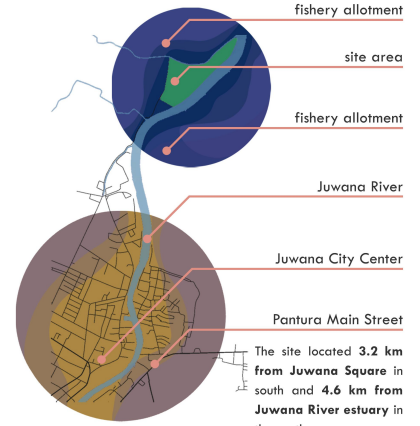 fishery allotment
site area
fishery allotment
Juwana River
Juwana City Center
Pantura Main Street
The site located 3.2 km
from Juwana Square in
south and 4.6 km from
Juwana River estuary in